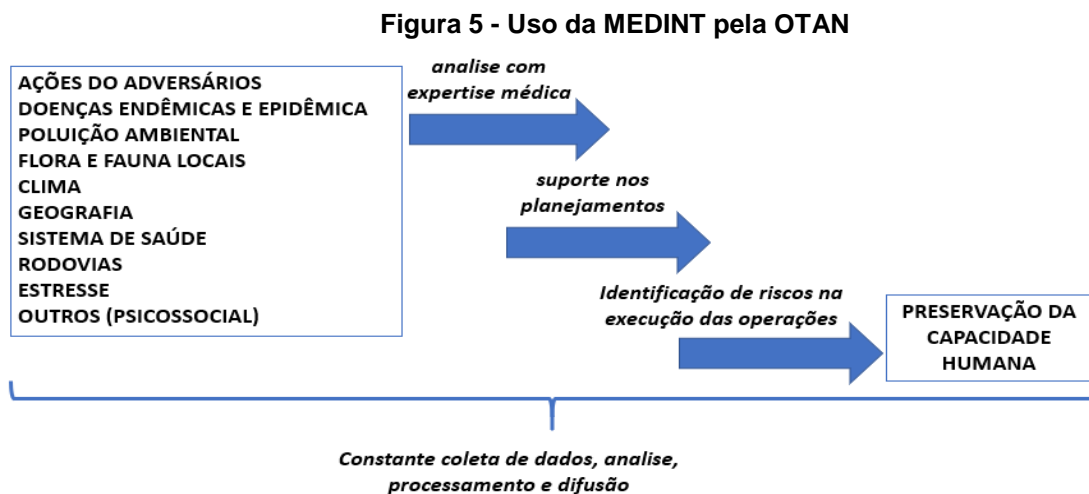 Figura 5 - Uso da MEDINT pela OTAN
AÇÕES DO ADVERSÁRIOS
DOENÇAS ENDÊMICAS E EPIDÊMICA
POLUIÇÃO AMBIENTAL
FLORA E FAUNA LOCAIS
CLIMA
GEOGRAFIA
SISTEMA DE SAÚDE
RODOVIAS
ESTRESSE
OUTROS (PSICOSSOCIAL)
analise com
expertise médica
suporte nos
planejamentos
Identificação de riscos na
execução das operações
PRESERVAÇÃO DA
CAPACIDADE
HUMANA
Constante coleta de dados, analise,
processamento e difusão